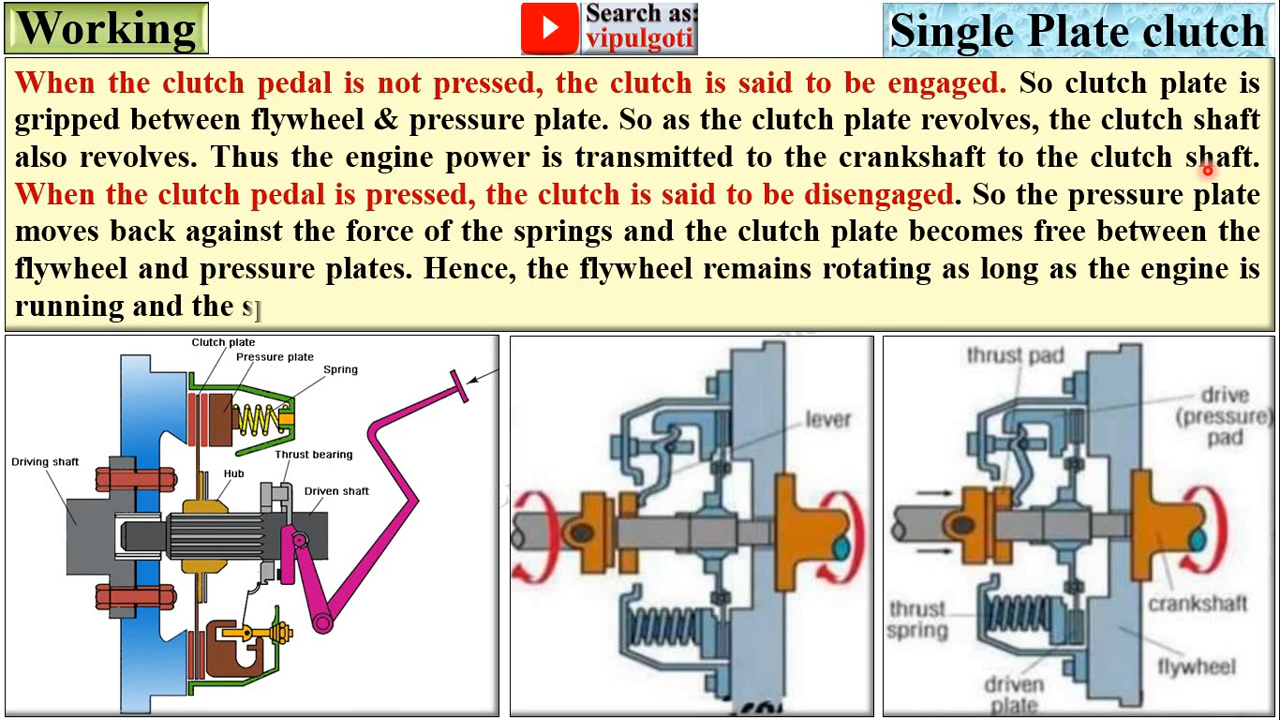 Working
Search as:
vipulgoti
Single Plate clutch
When the clutch pedal is not pressed, the clutch is said to be engaged. So clutch plate is
gripped between flywheel & pressure plate. So as the clutch plate revolves, the clutch shaft
also revolves. Thus the engine power is transmitted to the crankshaft to the clutch shaft.
When the clutch pedal is pressed, the clutch is said to be disengaged. So the pressure plate
moves back against the force of the springs and the clutch plate becomes free between the
flywheel and pressure plates. Hence, the flywheel remains rotating as long as the engine is
running and the
Clutch plate
Pressure plate
Spring
Thrust bearing
Driving shaft
Hub
Driven shaft
lever
thrust pad
drive
(pressure)
pad
crankshaft
thrust
spring
flywheel
driven
plate